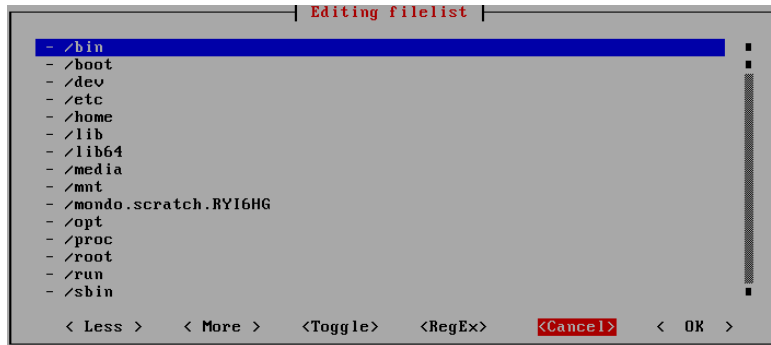 Editing filelist
- /bin
- /boot
- /dev
- /etc
- /home
- /lib
- /lib64
- /media
- /mnt
- /mondo.scratch.RYI6HG
- /opt
- /proc
- /root
- /run
- /sbin
< Less > < More > <Toggle> <RegEx> <Cancel> < OK >